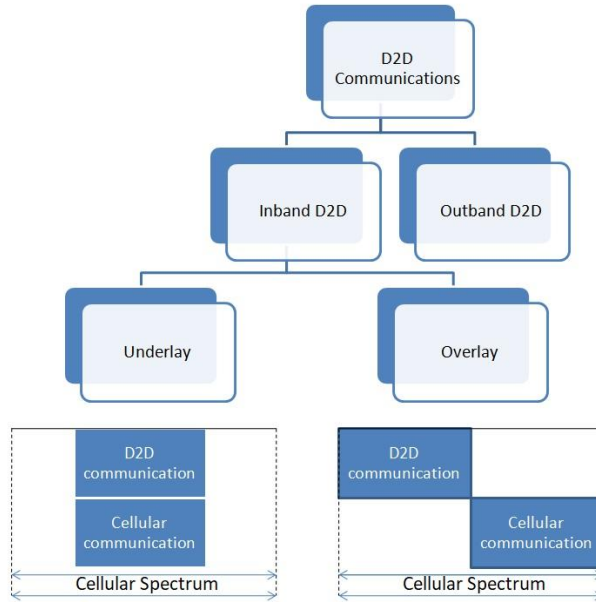 D2D
Communications
Inband D2D
Outband D2D
Underlay
Overlay
D2D
communication
Cellular
communication
Cellular Spectrum
D2D
communication
Cellular
communication
Cellular Spectrum